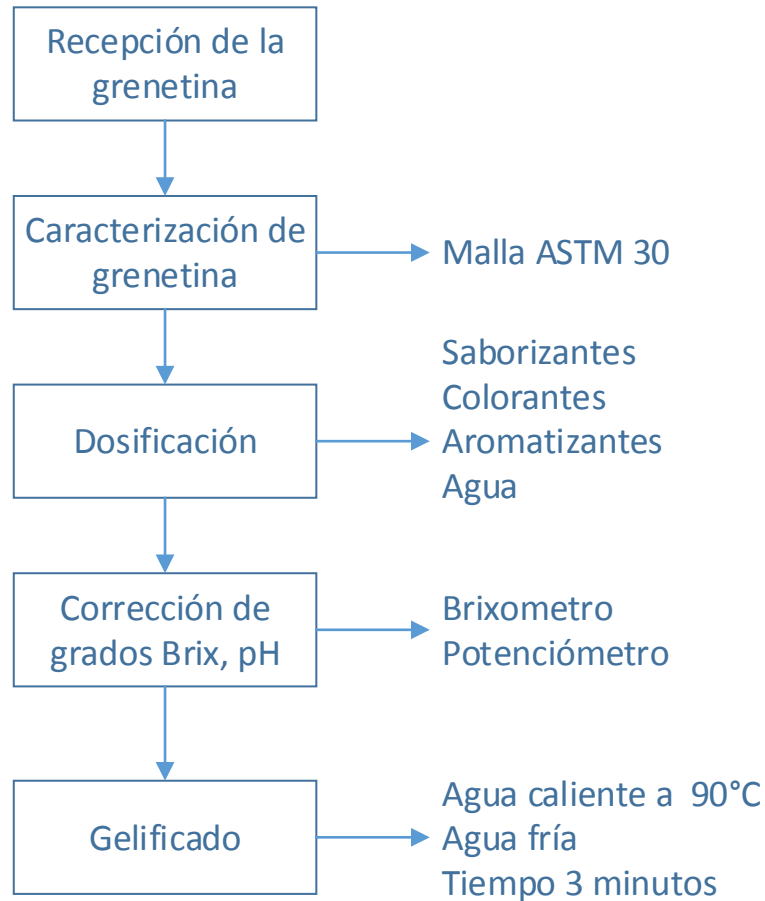 Recepción de la
grenetina
Caracterización de
grenetina
Malla ASTM 30
Dosificación
Saborizantes
Colorantes
Aromatizantes
Agua
Corrección de
grados Brix, pH
Brixometro
Potenciómetro
Gelificado
Agua caliente a 90°C
Agua fría
Tiempo 3 minutos